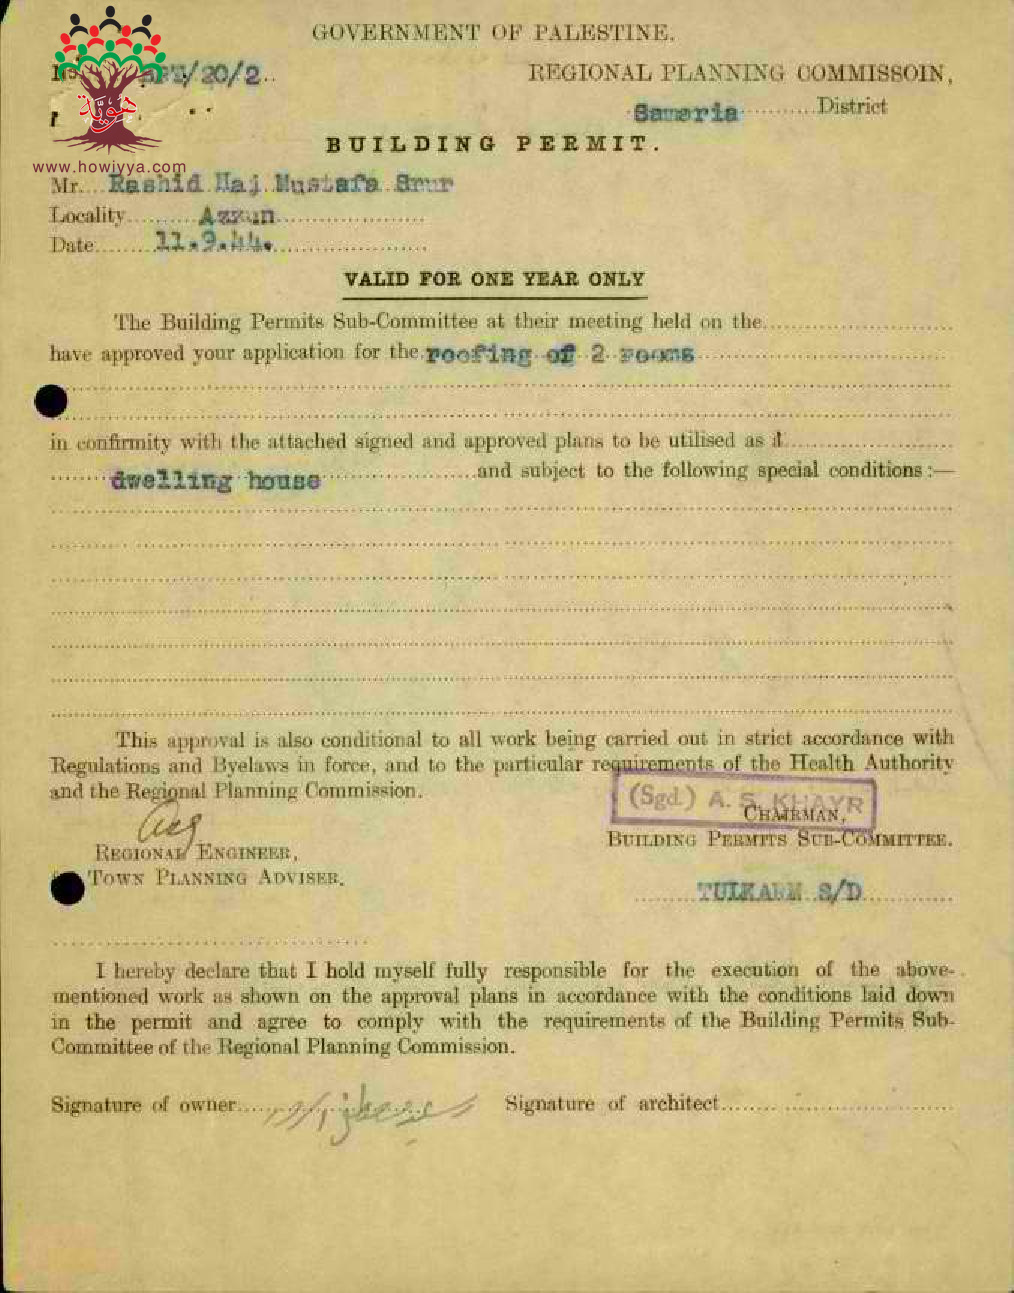 GOVERNMENT OF PALESTINE.
No. /20/2..
REGIONAL PLANNING COMMISSOIN,
Samaria............District
BUILDING PERMIT.
هوية
www.howiyya.com
Mr....Rashid Haj Mustafa Srur
Locality..........Azzun......................
Date........11.9.44.......................
VALID FOR ONE YEAR ONLY
The Building Permits Sub-Committee at their meeting held on the...........................
have approved your application for the.roofing of 2 rooms...................................
in confirmity with the attached signed and approved plans to be utilised as a........................
.........dwelling house.......................and subject to the following special conditions :—
This approval is also conditional to all work being carried out in strict accordance with
Regulations and Byelaws in force, and to the particular requirements of the Health Authority
and the Regional Planning Commission.
(Sgd.) A. S. KHAYR
CHAIRMAN,
BUILDING PERMITS SUB-COMMITTEE.
REGIONAL ENGINEER,
TOWN PLANNING ADVISER.
.........TULKARM S/D..............
I hereby declare that I hold myself fully responsible for the execution of the above-
mentioned work as shown on the approval plans in accordance with the conditions laid down
in the permit and agree to comply with the requirements of the Building Permits Sub-
Committee of the Regional Planning Commission.
Signature of owner.....
Signature of architect..................................